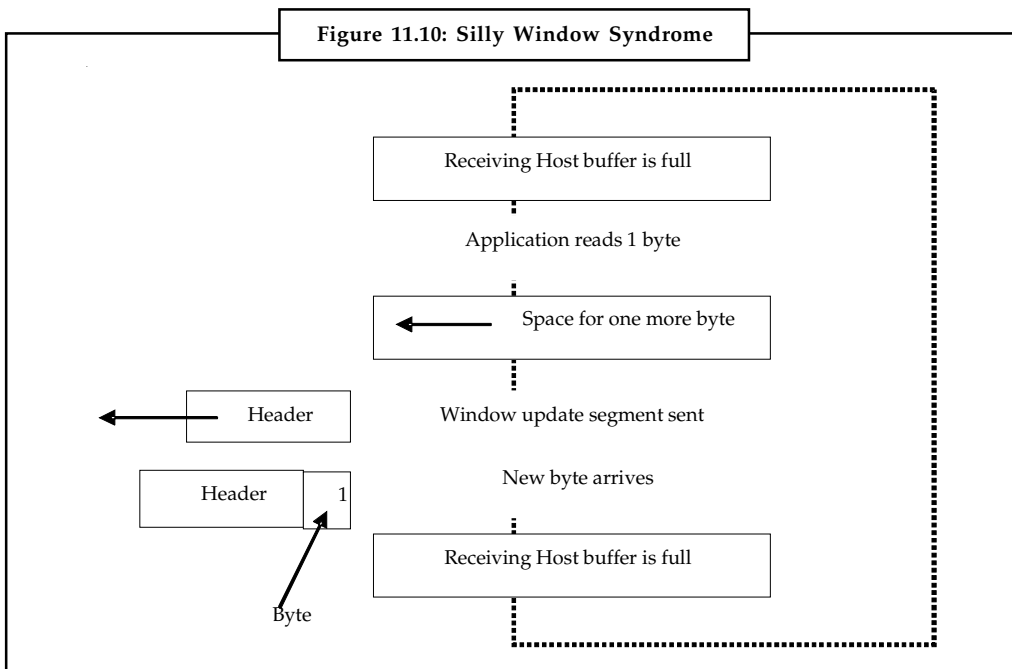 Figure 11.10: Silly Window Syndrome
Receiving Host buffer is full
Application reads 1 byte
Space for one more byte
Header
Window update segment sent
New byte arrives
Header
1
Receiving Host buffer is full
Byte